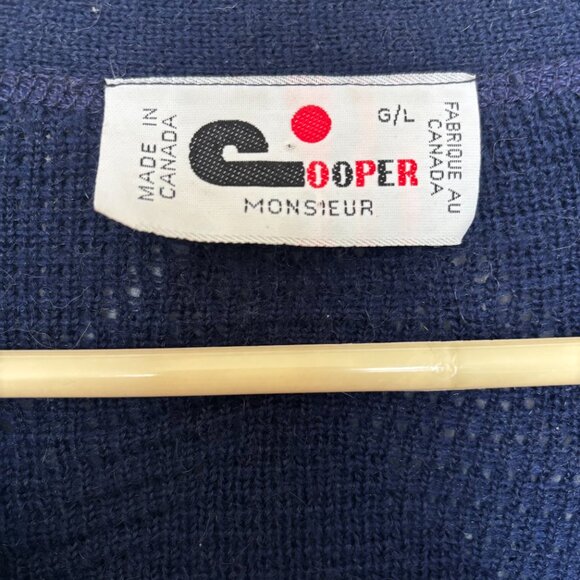 MADE IN
CANADA
COOPER
MONSIEUR
G/L
FABRIQUE AU
CANADA